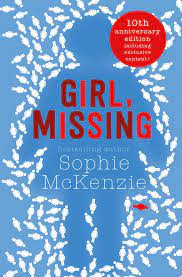 10th
anniversary
edition
including
exclusive
content!
GIRL,
MISSING
Bestselling author
Sophie
McKenzie